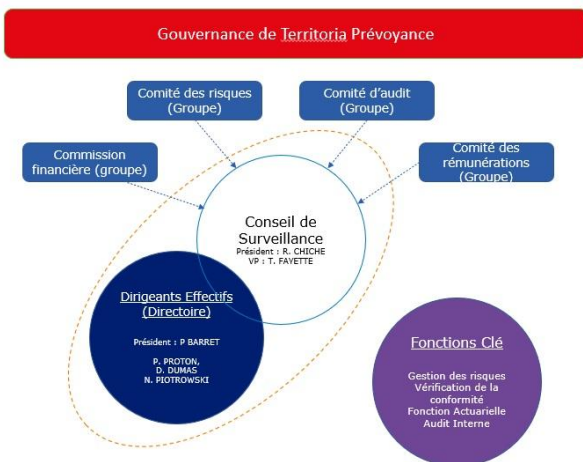 Gouvernance de Territoria Prévoyance
Comité des risques
(Groupe)
Comité d'audit
(Groupe)
Commission
financière (groupe)
Comité des
rémunérations
(Groupe)
Conseil de
Surveillance
Président : R. CHICHE
VP : T. FAYETTE
Dirigeants Effectifs
(Directoire)
Président : P BARRET
P. PROTON,
D. DUMAS
N. PIOTROWSKI
Fonctions Clé
Gestion des risques
Vérification de la
conformité
Fonction Actuarielle
Audit Interne